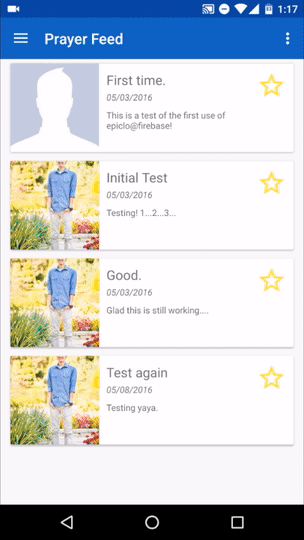 1:17
Prayer Feed
First time.
05/03/2016
This is a test of the first use of
epiclo@firebase!
Initial Test
05/03/2016
Testing! 1...2...3...
Good.
05/03/2016
Glad this is still working....
Test again
05/08/2016
Testing yaya.